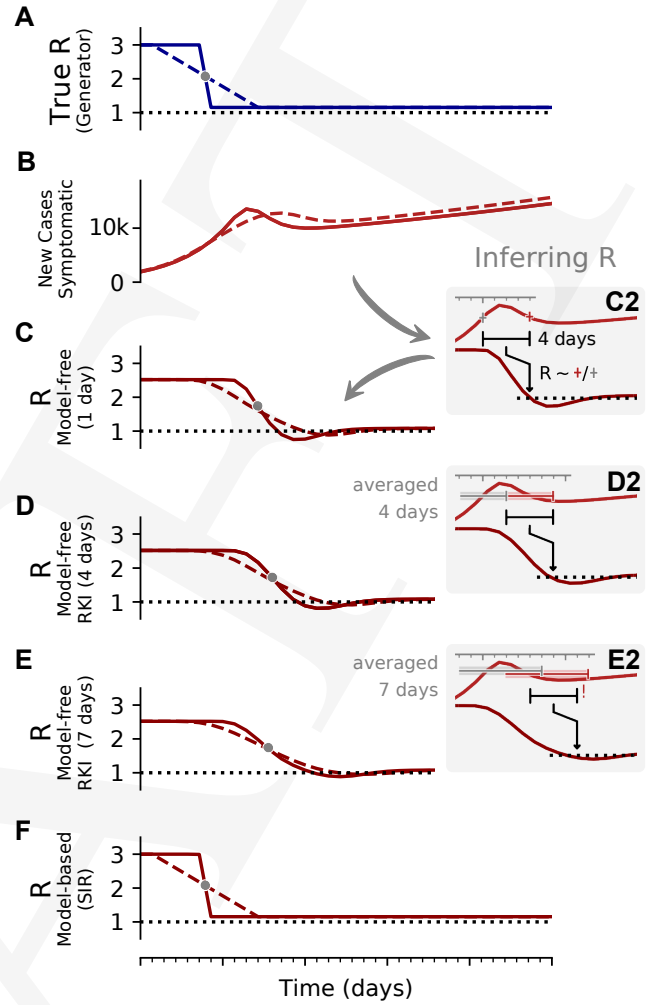 A
True R
(Generator)
3
2
1
B
New Cases
Symptomatic
10k
0
Inferring R
C2
4 days
R ~ +/+
C
R
Model-free
(1 day)
3
2
1
D2
averaged
4 days
D
R
Model-free
RKI (4 days)
3
2
1
E2
averaged
7 days
!
E
R
Model-free
RKI (7 days)
3
2
1
F
R
Model-based
(SIR)
3
2
1
Time (days)